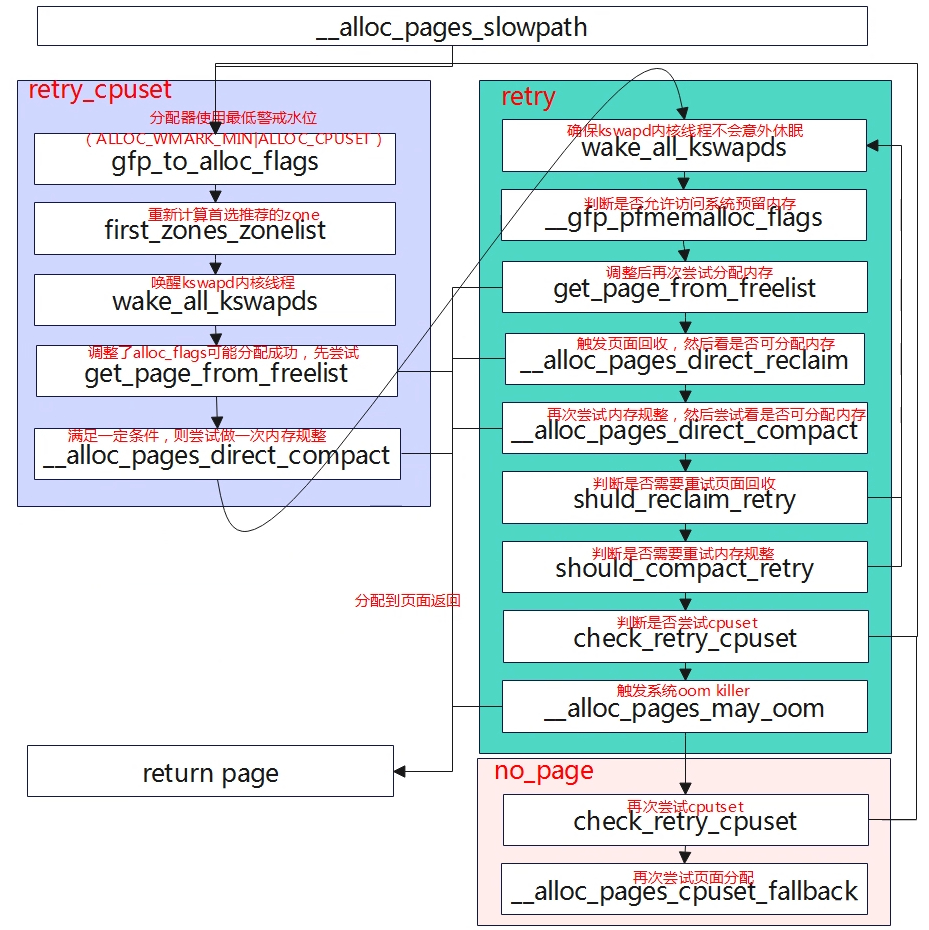 __alloc_pages_slowpath
retry_cpuset
分配器使用最低警戒水位
（ALLOC_WMARK_MIN|ALLOC_CPUSET）
gfp_to_alloc_flags
重新计算首选推荐的zone
first_zones_zonelist
唤醒kswapd内核线程
wake_all_kswapds
调整了alloc_flags可能分配成功，先尝试
get_page_from_freelist
满足一定条件，则尝试做一次内存规整
__alloc_pages_direct_compact
retry
确保kswapd内核线程不会意外休眠
wake_all_kswapds
判断是否允许访问系统预留内存
__gfp_pfmemalloc_flags
调整后再次尝试分配内存
get_page_from_freelist
触发页面回收，然后看是否可分配内存
__alloc_pages_direct_reclaim
再次尝试内存规整，然后尝试看是否可分配内存
__alloc_pages_direct_compact
判断是否需要重试页面回收
shuld_reclaim_retry
判断是否需要重试内存规整
should_compact_retry
判断是否尝试cpuset
check_retry_cpuset
触发系统oom killer
__alloc_pages_may_oom
分配到页面返回
return page
no_page
再次尝试cputset
check_retry_cpuset
再次尝试页面分配
__alloc_pages_cpuset_fallback